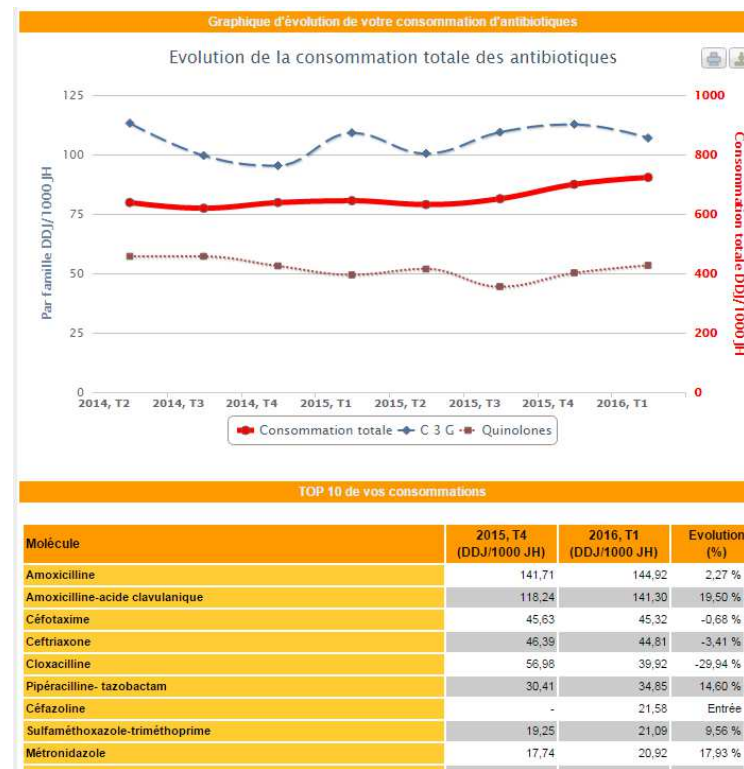 Graphique d'évolution de votre consommation d'antibiotiques
Evolution de la consommation totale des antibiotiques
125 1000
100 800
75 600
50 400
25 200
0 0
Par famille DDJ/1000 JH
Consommation totale DDJ/1000 JH
2014, T2 2014, T3 2014, T4 2015, T1 2015, T2 2015, T3 2015, T4 2016, T1
Consommation totale C 3 G Quinolones
TOP 10 de vos consommations
Molécule 2015, T4 (DDJ/1000 JH) 2016, T1 (DDJ/1000 JH) Evolution (%)
Amoxicilline 141,71 144,92 2,27 %
Amoxicilline-acide clavulanique 118,24 141,30 19,50 %
Céfotaxime 45,63 45,32 -0,68 %
Ceftriaxone 46,39 44,81 -3,41 %
Cloxacilline 56,98 39,92 -29,94 %
Pipéracilline- tazobactam 30,41 34,85 14,60 %
Céfazoline - 21,58 Entrée
Sulfaméthoxazole-triméthoprime 19,25 21,09 9,56 %
Métronidazole 17,74 20,92 17,93 %